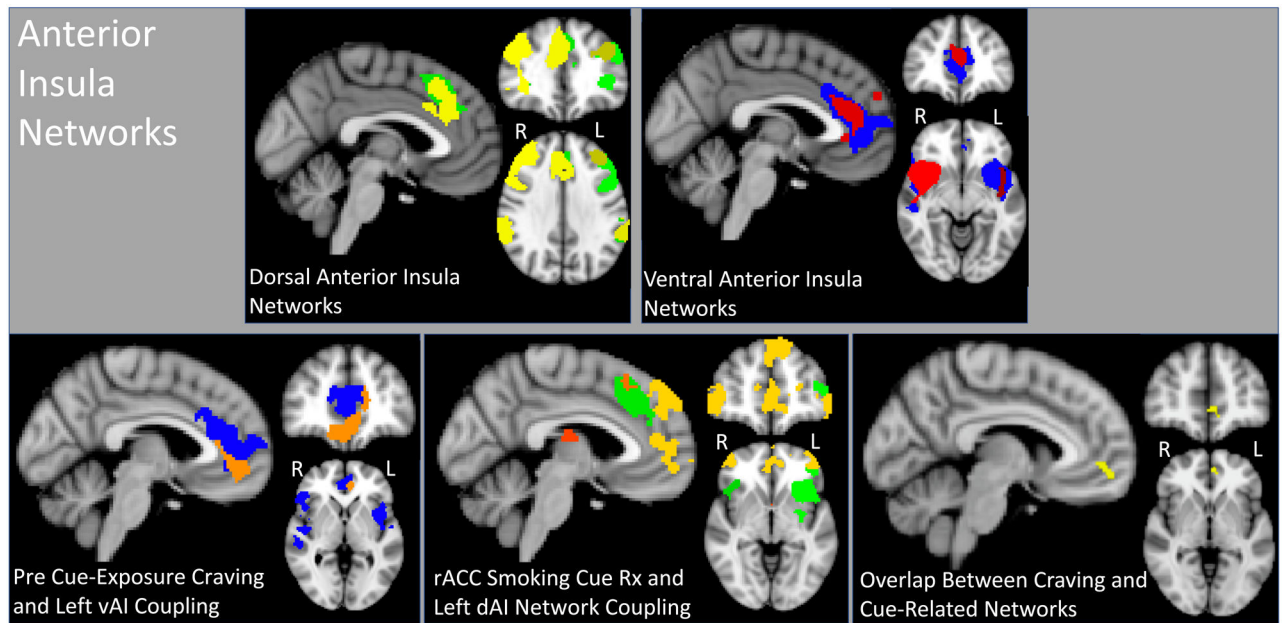 Anterior
Insula
Networks
R L
Dorsal Anterior Insula
Networks
R L
Ventral Anterior Insula
Networks
R L
Pre Cue-Exposure Craving
and Left vAI Coupling
R L
rACC Smoking Cue Rx and
Left dAI Network Coupling
R L
Overlap Between Craving and
Cue-Related Networks